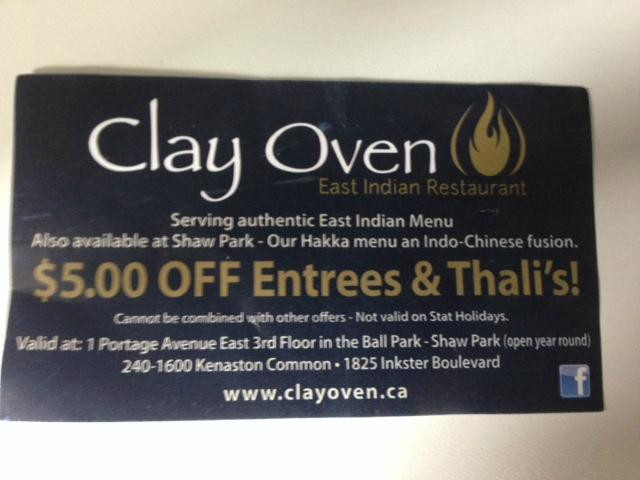 Clay Oven
East Indian Restaurant
Serving authentic East Indian Menu
Also available at Shaw Park - Our Hakka menu an Indo-Chinese fusion.
$5.00 OFF Entrees & Thali's!
Cannot be combined with other offers - Not valid on Stat Holidays.
Valid at: 1 Portage Avenue East 3rd Floor in the Ball Park - Shaw Park (open year round)
240-1600 Kenaston Common • 1825 Inkster Boulevard
www.clayoven.ca
f